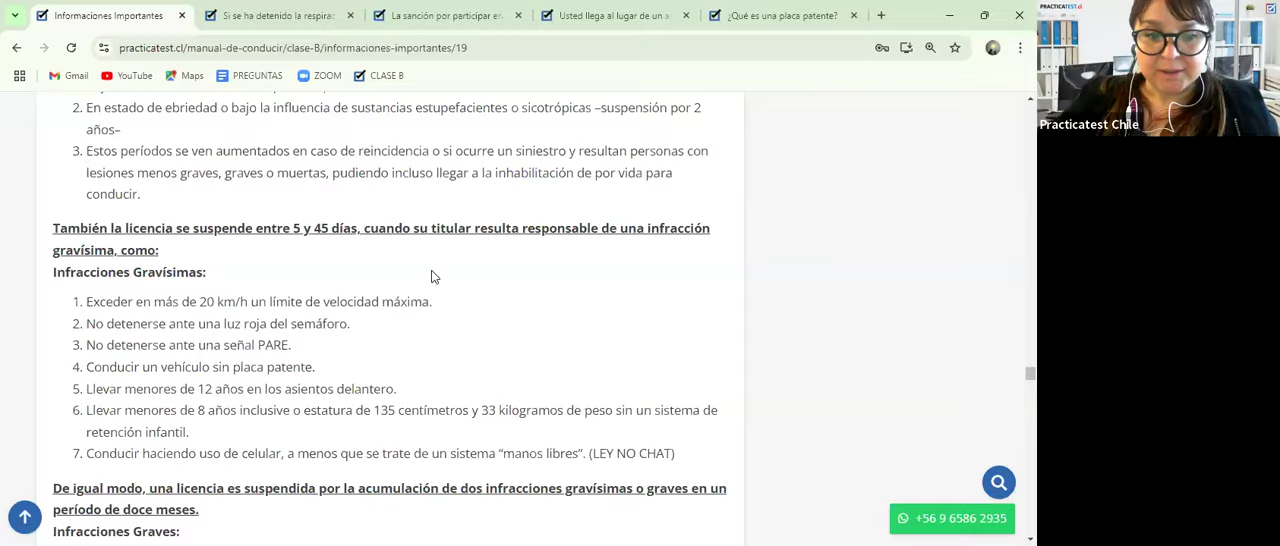 Informaciones Importantes
Si se ha detenido la respirac
La sanción por participar en
Usted llega al lugar de un a
¿Qué es una placa patente?
practicatest.cl/manual-de-conducir/clase-B/informaciones-importantes/19
Gmail
YouTube
Maps
PREGUNTAS
ZOOM
CLASE B
PRACTICATEST.cl
Practicatest Chile
2. En estado de ebriedad o bajo la influencia de sustancias estupefacientes o sicotrópicas –suspensión por 2
años–
3. Estos períodos se ven aumentados en caso de reincidencia o si ocurre un siniestro y resultan personas con
lesiones menos graves, graves o muertas, pudiendo incluso llegar a la inhabilitación de por vida para
conducir.
También la licencia se suspende entre 5 y 45 días, cuando su titular resulta responsable de una infracción
gravísima, como:
Infracciones Gravísimas:
1. Exceder en más de 20 km/h un límite de velocidad máxima.
2. No detenerse ante una luz roja del semáforo.
3. No detenerse ante una señal PARE.
4. Conducir un vehículo sin placa patente.
5. Llevar menores de 12 años en los asientos delantero.
6. Llevar menores de 8 años inclusive o estatura de 135 centímetros y 33 kilogramos de peso sin un sistema de
retención infantil.
7. Conducir haciendo uso de celular, a menos que se trate de un sistema “manos libres”. (LEY NO CHAT)
De igual modo, una licencia es suspendida por la acumulación de dos infracciones gravísimas o graves en un
período de doce meses.
Infracciones Graves:
+56 9 6586 2935